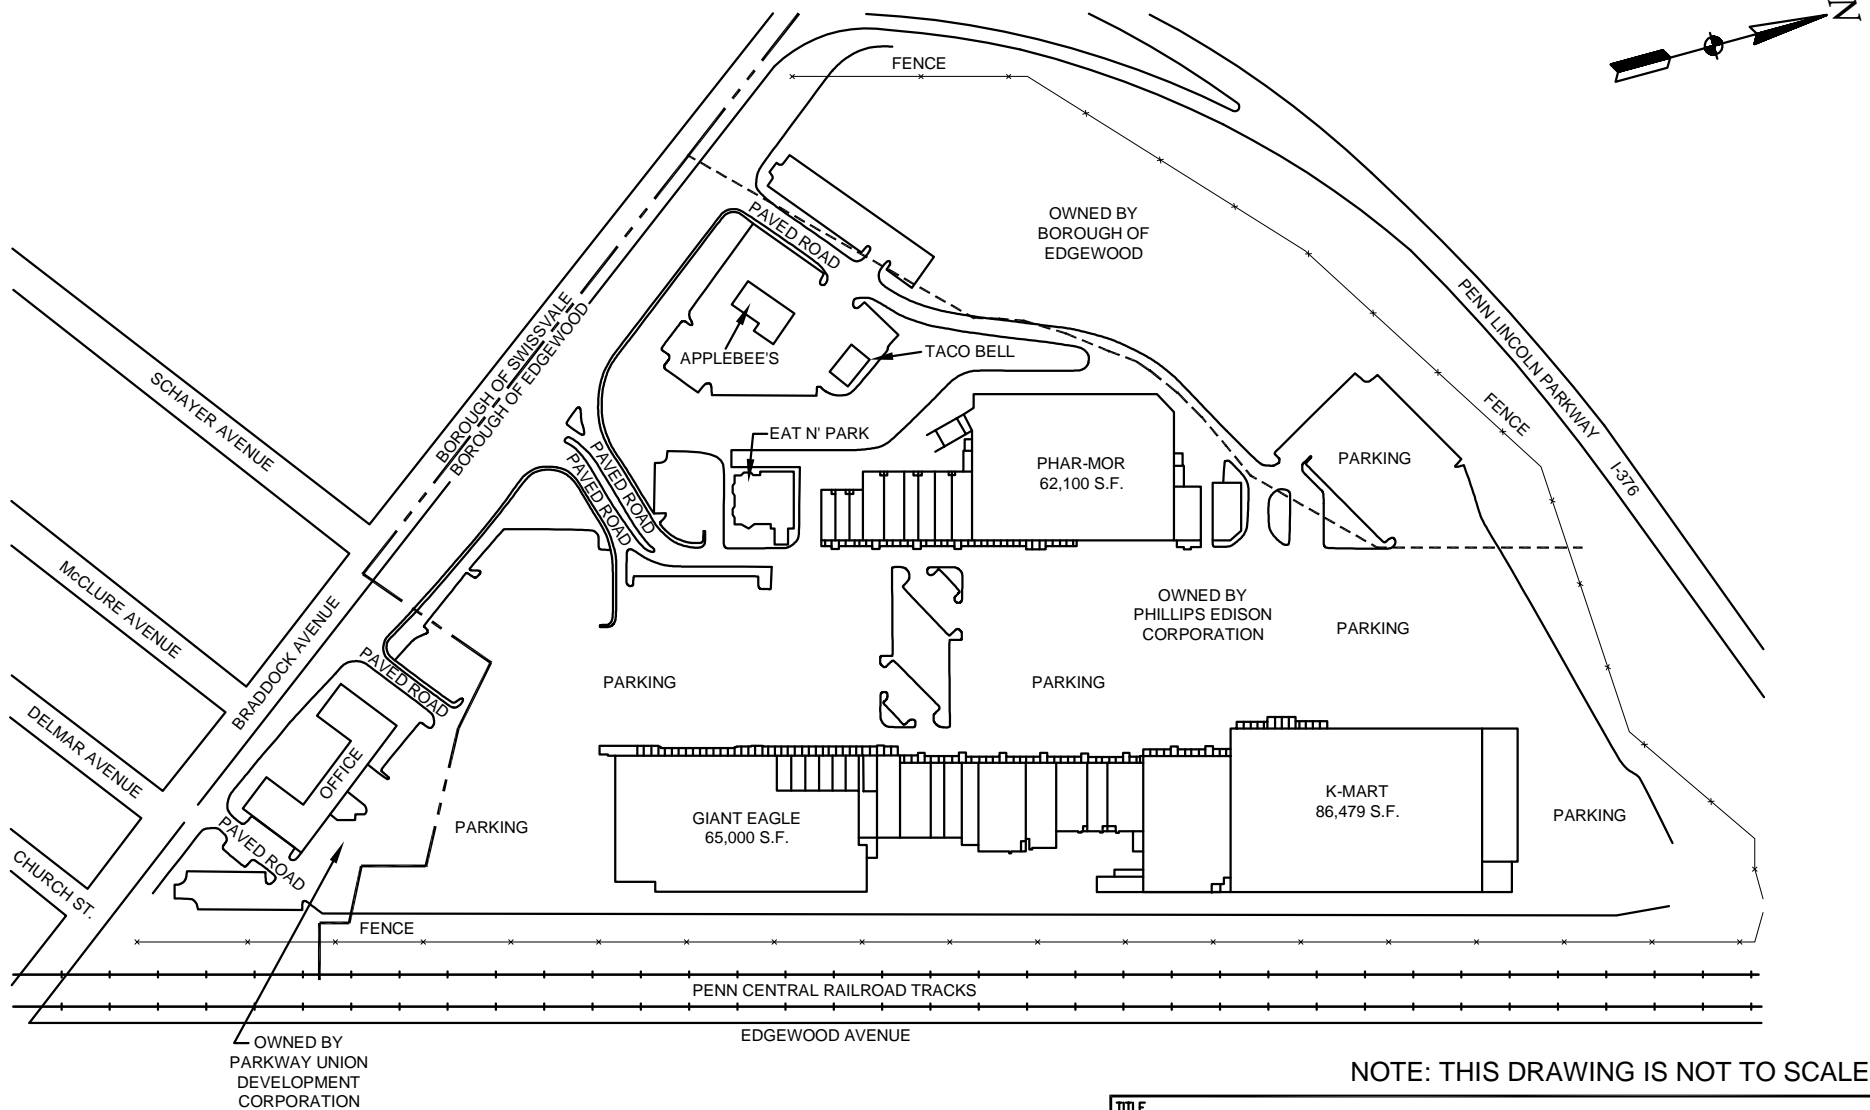 N
FENCE
OWNED BY
BOROUGH OF
EDGEWOOD
PAVED ROAD
PENN LINCOLN PARKWAY
I-376
FENCE
BOROUGH OF SWISSVALE
BOROUGH OF EDGEWOOD
APPLEBEE'S
TACO BELL
SCHAYER AVENUE
EAT N' PARK
PAVED ROAD
PAVED ROAD
PHAR-MOR
62,100 S.F.
PARKING
McCLURE AVENUE
BRADDOCK AVENUE
OWNED BY
PHILLIPS EDISON
CORPORATION
PARKING
PAVED ROAD
PARKING
PARKING
DELMAR AVENUE
OFFICE
PARKING
GIANT EAGLE
65,000 S.F.
K-MART
86,479 S.F.
PARKING
PAVED ROAD
CHURCH ST.
FENCE
PENN CENTRAL RAILROAD TRACKS
EDGEWOOD AVENUE
OWNED BY
PARKWAY UNION
DEVELOPMENT
CORPORATION
NOTE: THIS DRAWING IS NOT TO SCALE
TITLE